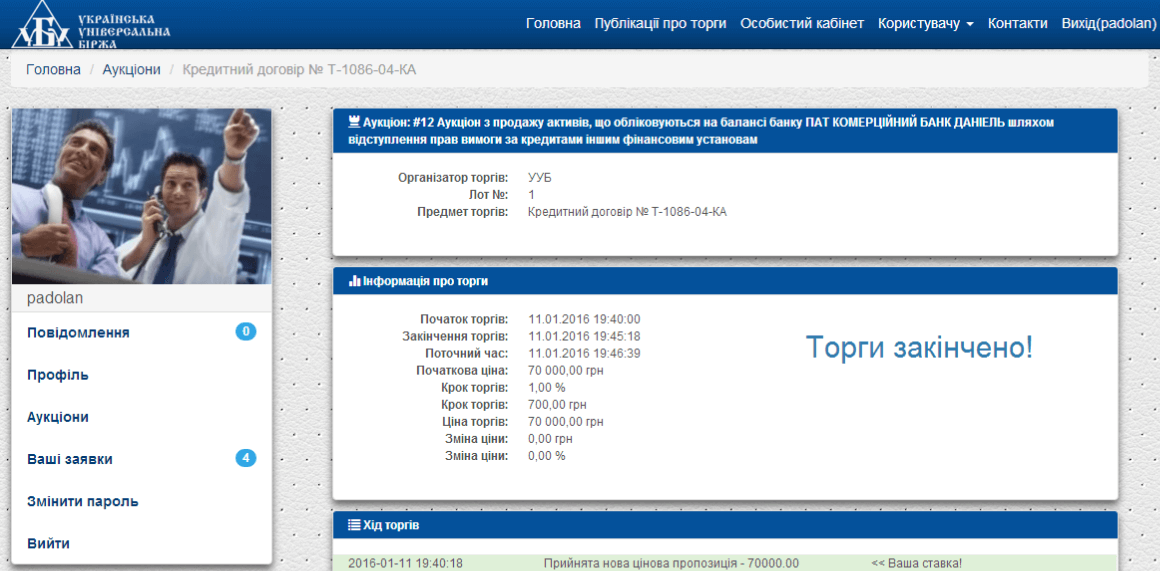 УКРАЇНСЬКА
УНІВЕРСАЛЬНА
БІРЖА
УБУ
Головна Публікації про торги Особистий кабінет Користувачу Контакти Вихід(padolan)
Головна / Аукціони / Кредитний договір № Т-1086-04-КА
Аукціон: #12 Аукціон з продажу активів, що обліковуються на балансі банку ПАТ КОМЕРЦІЙНИЙ БАНК ДАНІЕЛЬ шляхом
відступлення прав вимоги за кредитами іншим фінансовим установам
Організатор торгів: УУБ
Лот №: 1
Предмет торгів: Кредитний договір № Т-1086-04-КА
padolan
Повідомлення 0
Профіль
Аукціони
Ваші заявки 4
Змінити пароль
Вийти
Інформація про торги
Початок торгів: 11.01.2016 19:40:00
Закінчення торгів: 11.01.2016 19:45:18
Поточний час: 11.01.2016 19:46:39
Початкова ціна: 70 000,00 грн
Крок торгів: 1,00 %
Крок торгів: 700,00 грн
Ціна торгів: 70 000,00 грн
Зміна ціни: 0,00 грн
Зміна ціни: 0,00 %
Торги закінчено!
Хід торгів
2016-01-11 19:40:18 Прийнята нова цінова пропозиція - 70000.00 << Ваша ставка!